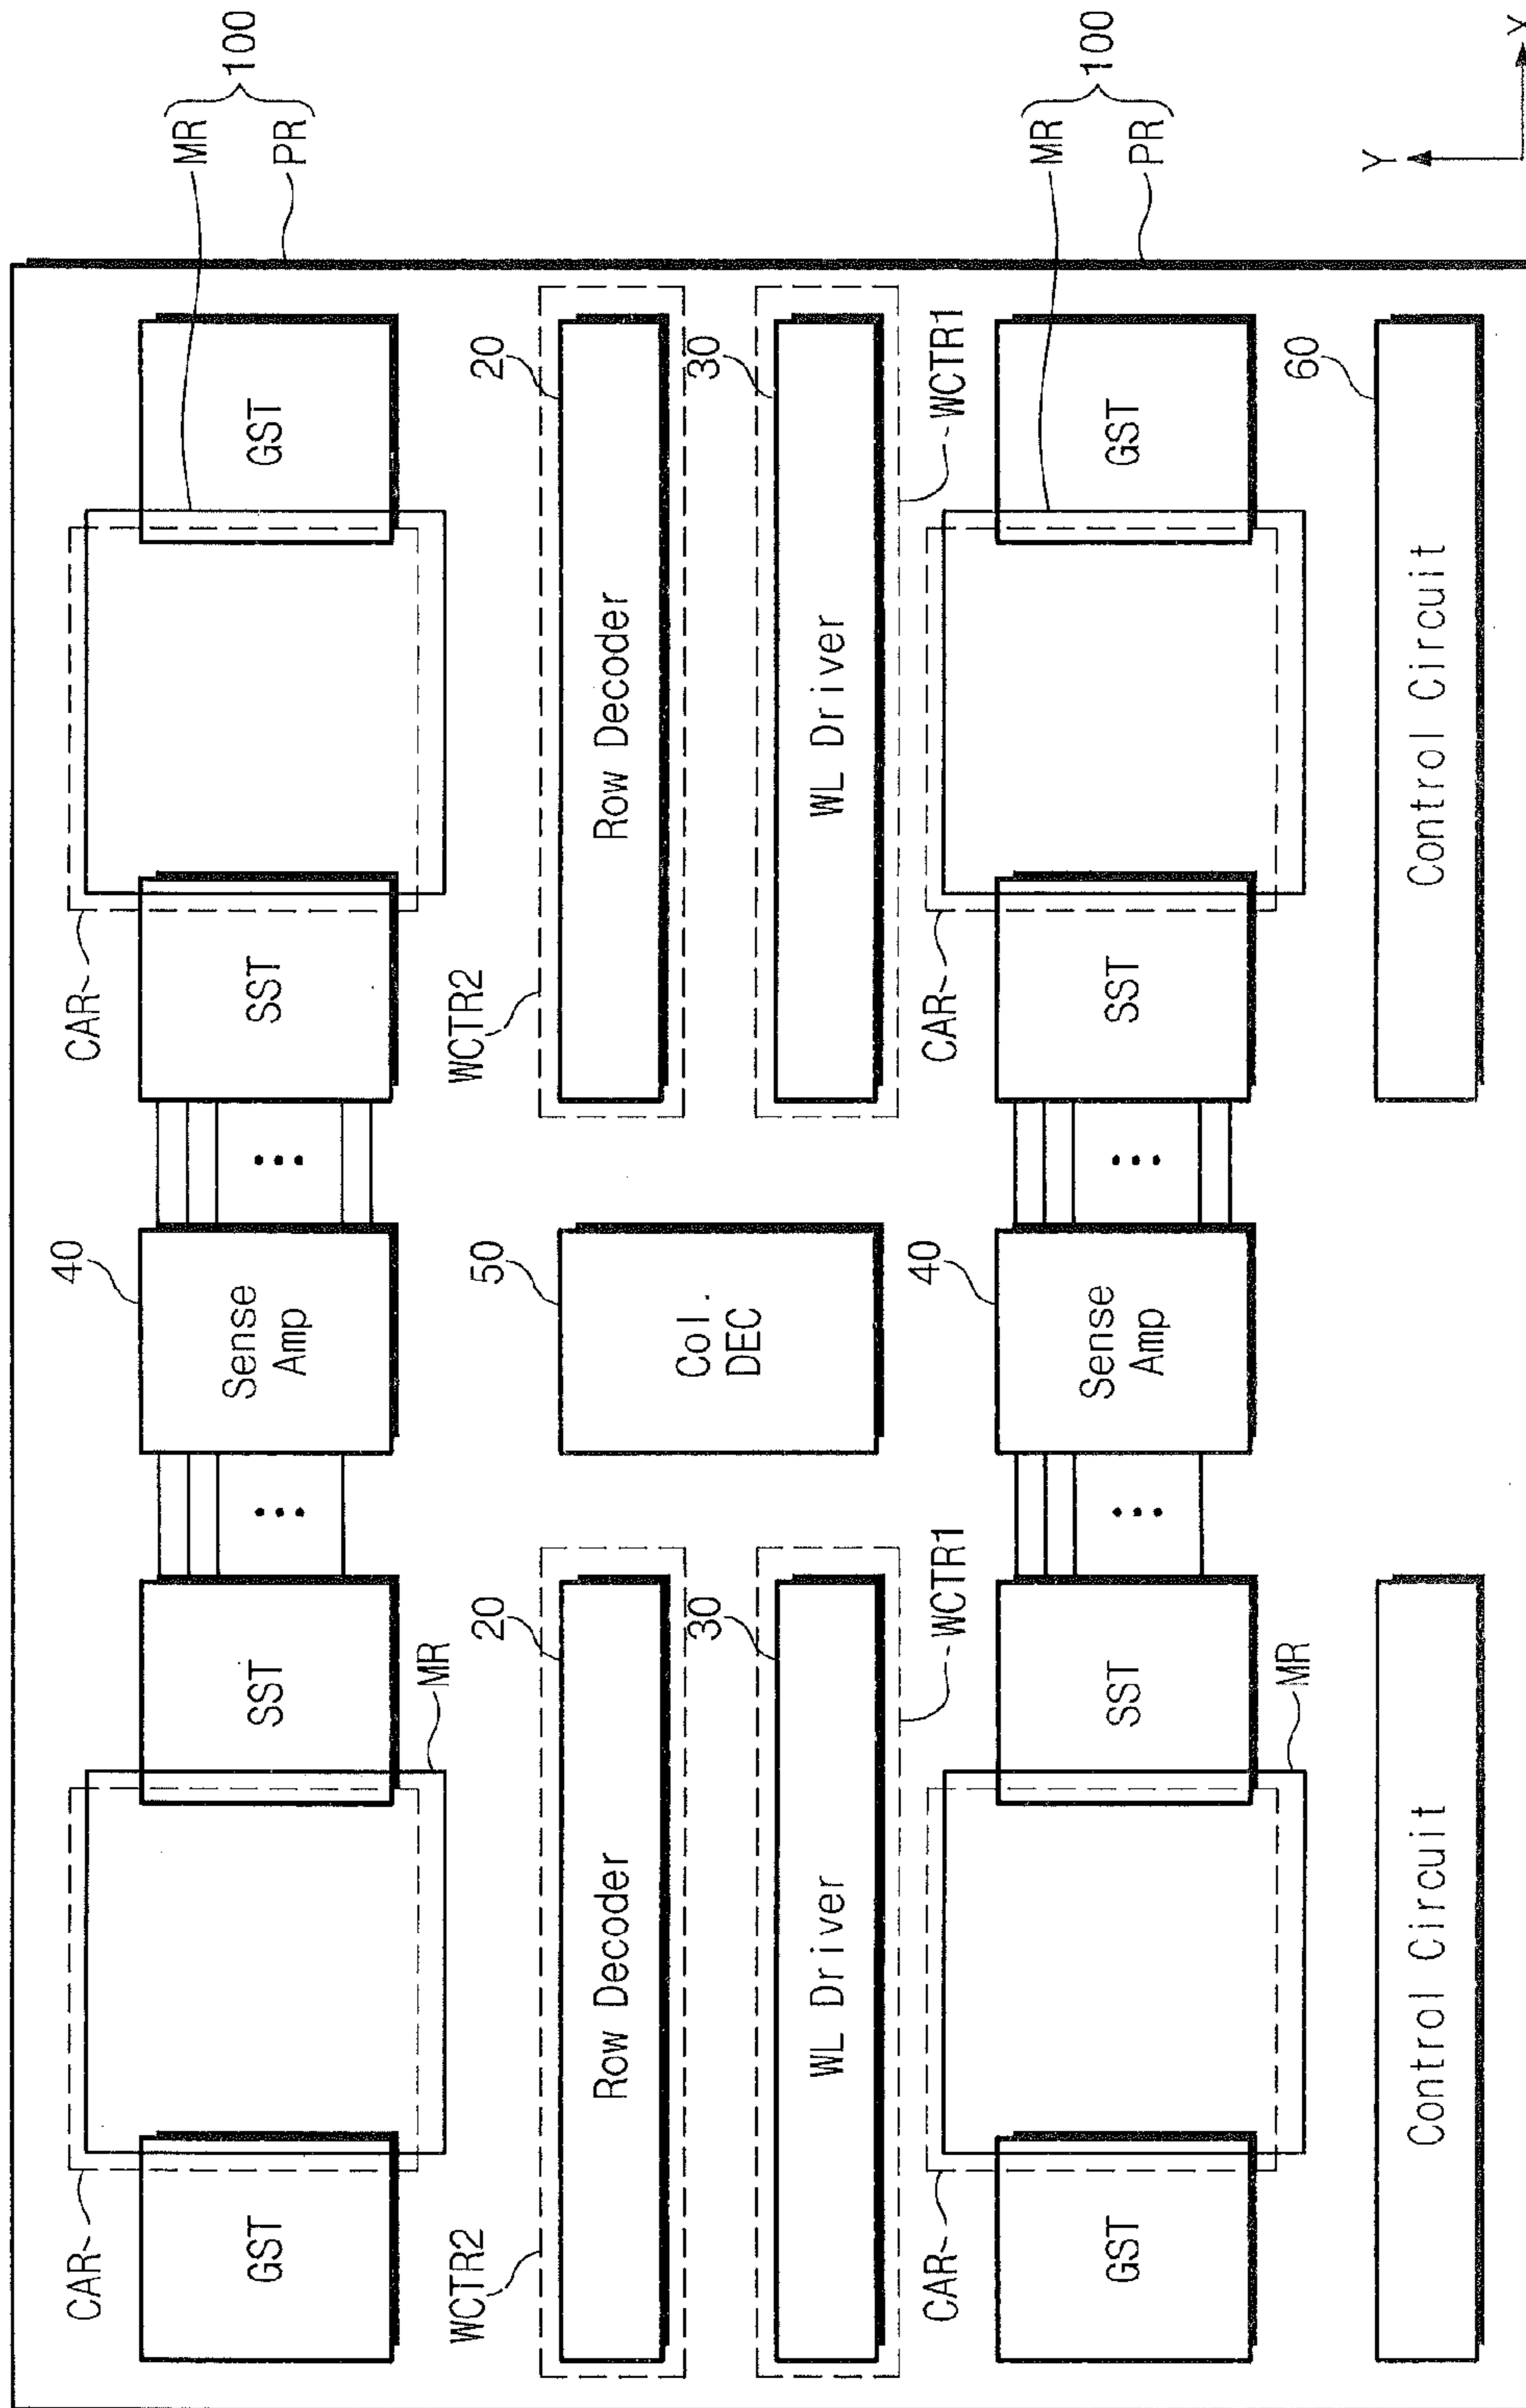 CAR
40
CAR
MR
100
GST
SST
Sense
Amp
SST
GST
PR
MR
WCTR2
20
50
WCTR2
20
Row Decoder
Row Decoder
Col.
DEC
30
30
WL Driver
WL Driver
WCTR1
WCTR1
CAR
40
CAR
MR
100
GST
SST
Sense
Amp
SST
GST
PR
MR
60
Control Circuit
Control Circuit
Y
X